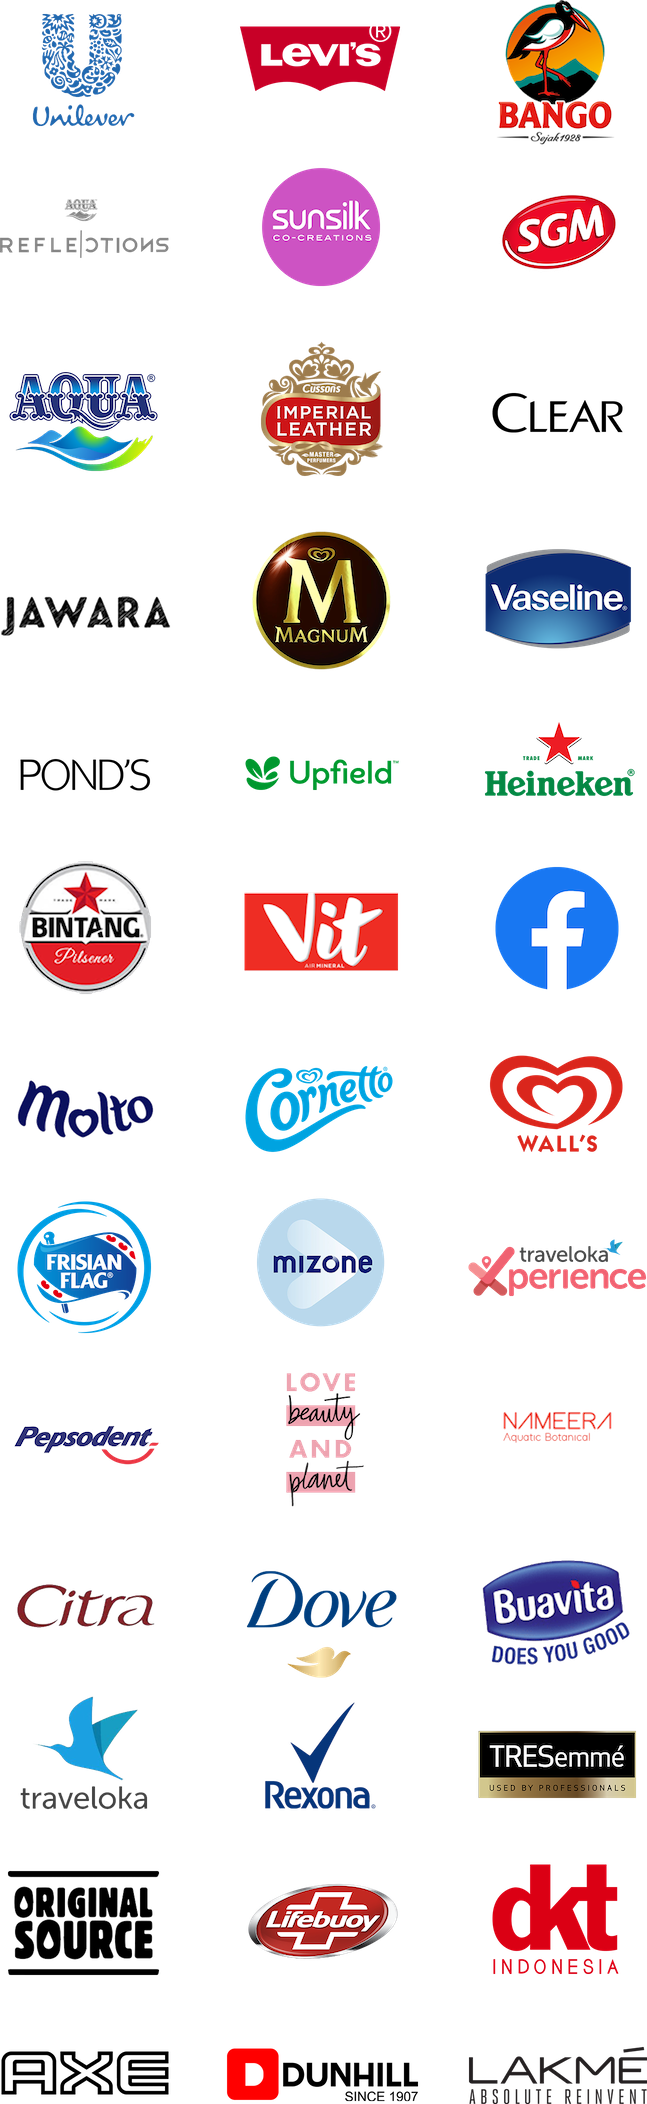 Unilever
LEVI'S ®
BANGO
Sejak 1928
AQUA
REFLECTIONS
sunsilk
CO-CREATIONS
SGM
AQUA®
Cussons
IMPERIAL
LEATHER
MASTER
PERFUMERS
CLEAR
JAWARA
M
MAGNUM
Vaseline®
POND'S
Upfield™
TRADE MARK
Heineken®
TRADE MARK
BINTANG®
Pilsener
Vit
AIR MINERAL
f
Molto
Cornetto®
WALL'S
FRISIAN
FLAG®
mizone
traveloka
xperience
Pepsodent
LOVE
beauty
AND
planet
NAMEERA
Aquatic Botanical
Citra
Dove
Buavita
DOES YOU GOOD
traveloka
Rexona®
TRESemmé
USED BY PROFESSIONALS
ORIGINAL
SOURCE
Lifebuoy
dkt
INDONESIA
AXE
D DUNHILL
SINCE 1907
LAKMÉ
ABSOLUTE REINVENT